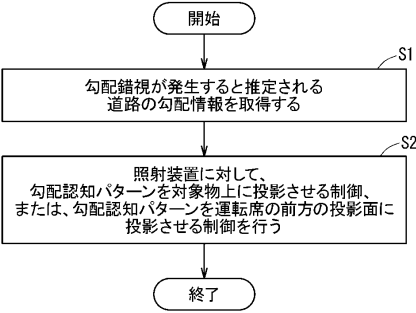 開始
S1
勾配錯視が発生すると推定される
道路の勾配情報を取得する
S2
照射装置に対して、
勾配認知パターンを対象物上に投影させる制御、
または、勾配認知パターンを運転席の前方の投影面に
投影させる制御を行う
終了